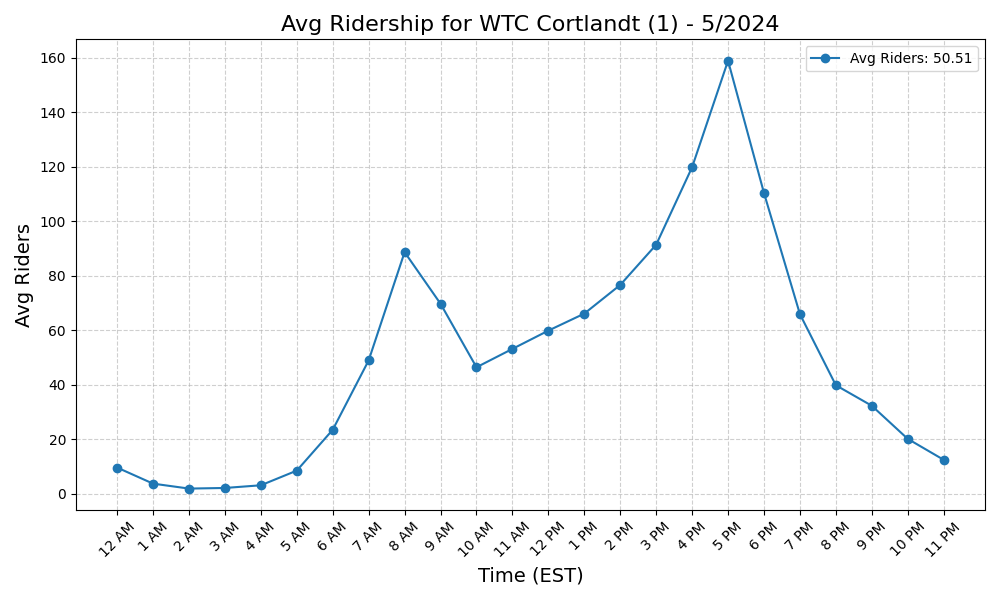 Avg Ridership for WTC Cortlandt (1) - 5/2024
Avg Riders: 50.51
Avg Riders
160
140
120
100
80
60
40
20
0
12 AM
1 AM
2 AM
3 AM
4 AM
5 AM
6 AM
7 AM
8 AM
9 AM
10 AM
11 AM
12 PM
1 PM
2 PM
3 PM
4 PM
5 PM
6 PM
7 PM
8 PM
9 PM
10 PM
11 PM
Time (EST)